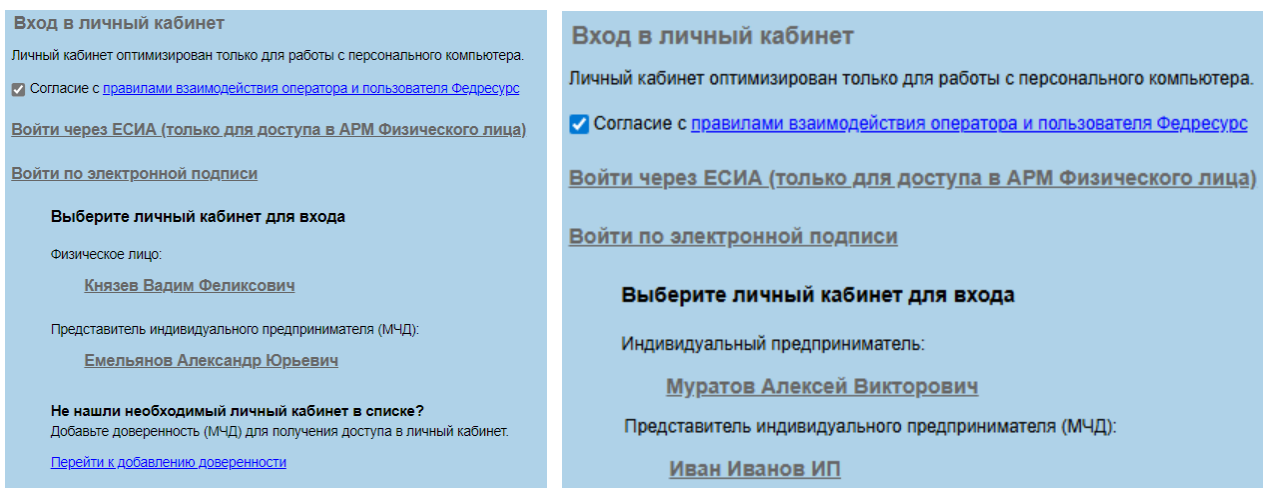 Вход в личный кабинет
Личный кабинет оптимизирован только для работы с персонального компьютера.
Согласие с правилами взаимодействия оператора и пользователя Федресурс
Войти через ЕСИА (только для доступа в АРМ Физического лица)
Войти по электронной подписи
Выберите личный кабинет для входа
Физическое лицо:
Князев Вадим Феликсович
Представитель индивидуального предпринимателя (МЧД):
Емельянов Александр Юрьевич
Не нашли необходимый личный кабинет в списке?
Добавьте доверенность (МЧД) для получения доступа в личный кабинет.
Перейти к добавлению доверенности
Вход в личный кабинет
Личный кабинет оптимизирован только для работы с персонального компьютера.
Согласие с правилами взаимодействия оператора и пользователя Федресурс
Войти через ЕСИА (только для доступа в АРМ Физического лица)
Войти по электронной подписи
Выберите личный кабинет для входа
Индивидуальный предприниматель:
Муратов Алексей Викторович
Представитель индивидуального предпринимателя (МЧД):
Иван Иванов ИП